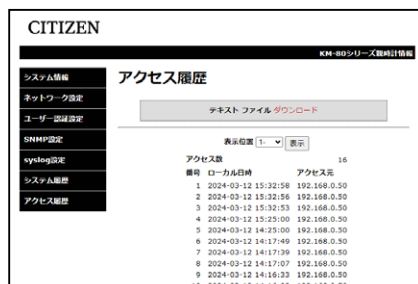 CITIZEN
KM-80シリーズ親時計情報
システム情報
ネットワーク設定
ユーザー認証設定
SNMP設定
syslog設定
システム履歴
アクセス履歴
アクセス履歴
テキスト ファイル ダウンロード
表示位置 1- 表示
アクセス数 16
番号 ローカル日時 アクセス元
1 2024-03-12 15:32:58 192.168.0.50
2 2024-03-12 15:32:56 192.168.0.50
3 2024-03-12 15:32:53 192.168.0.50
4 2024-03-12 15:25:00 192.168.0.50
5 2024-03-12 14:25:00 192.168.0.50
6 2024-03-12 14:17:49 192.168.0.50
7 2024-03-12 14:17:39 192.168.0.50
8 2024-03-12 14:17:07 192.168.0.50
9 2024-03-12 14:16:33 192.168.0.50